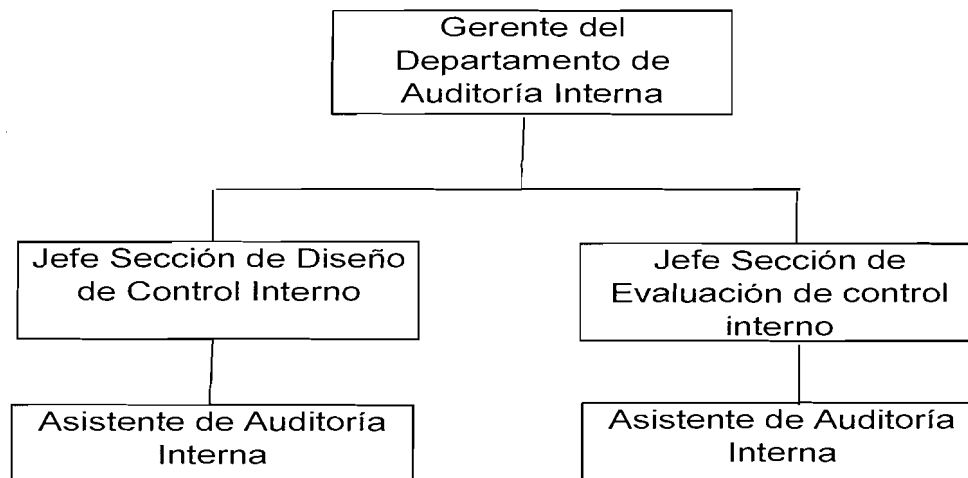 Gerente del
Departamento de
Auditoría Interna
Jefe Sección de Diseño
de Control Interno
Jefe Sección de
Evaluación de control
interno
Asistente de Auditoría
Interna
Asistente de Auditoría
Interna